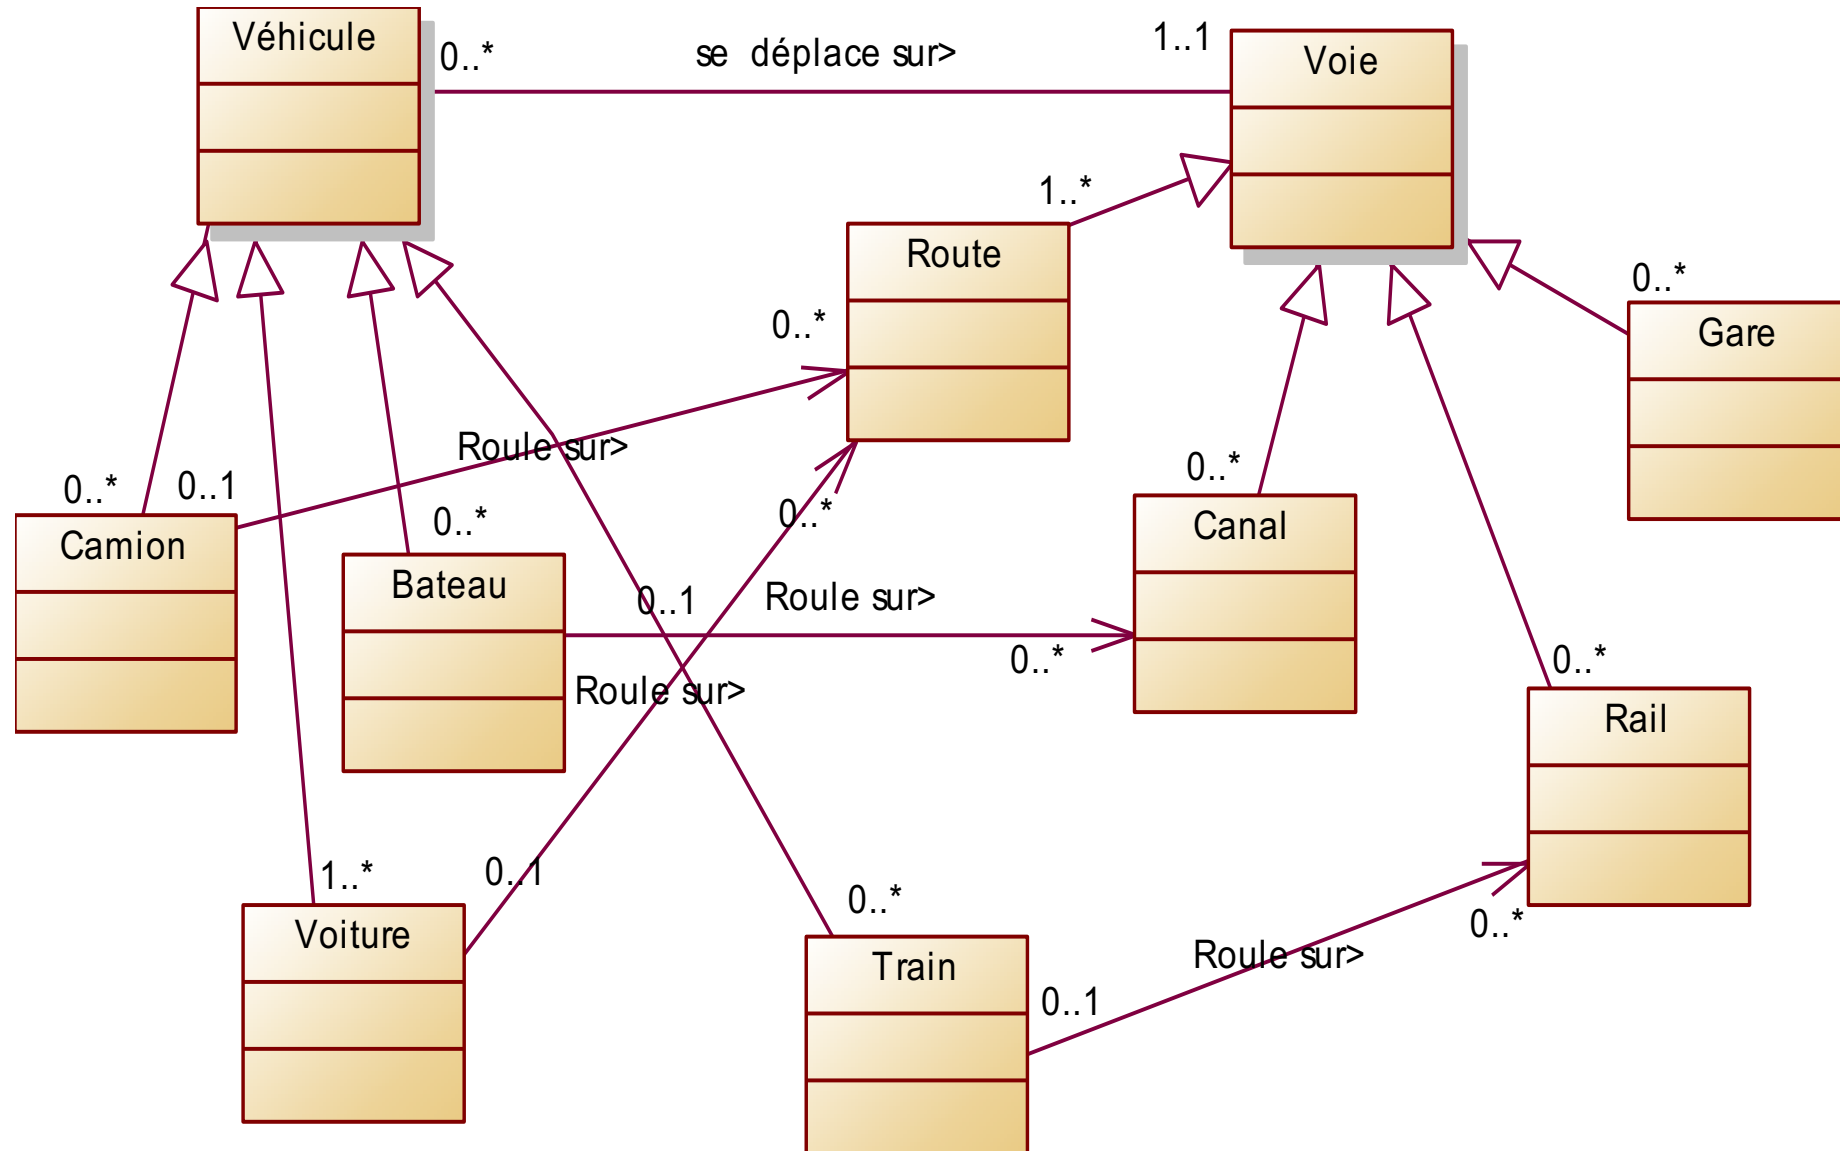 Véhicule
0..*
se déplace sur>
1..1
Voie
1..*
Route
0..*
0..*
Gare
Roule sur>
0..*
0..1
0..*
0..*
0..*
Camion
Canal
Bateau
0..1
Roule sur>
0..*
0..*
Roule sur>
Rail
1..*
0..1
0..*
0..*
Voiture
Train
Roule sur>
0..1